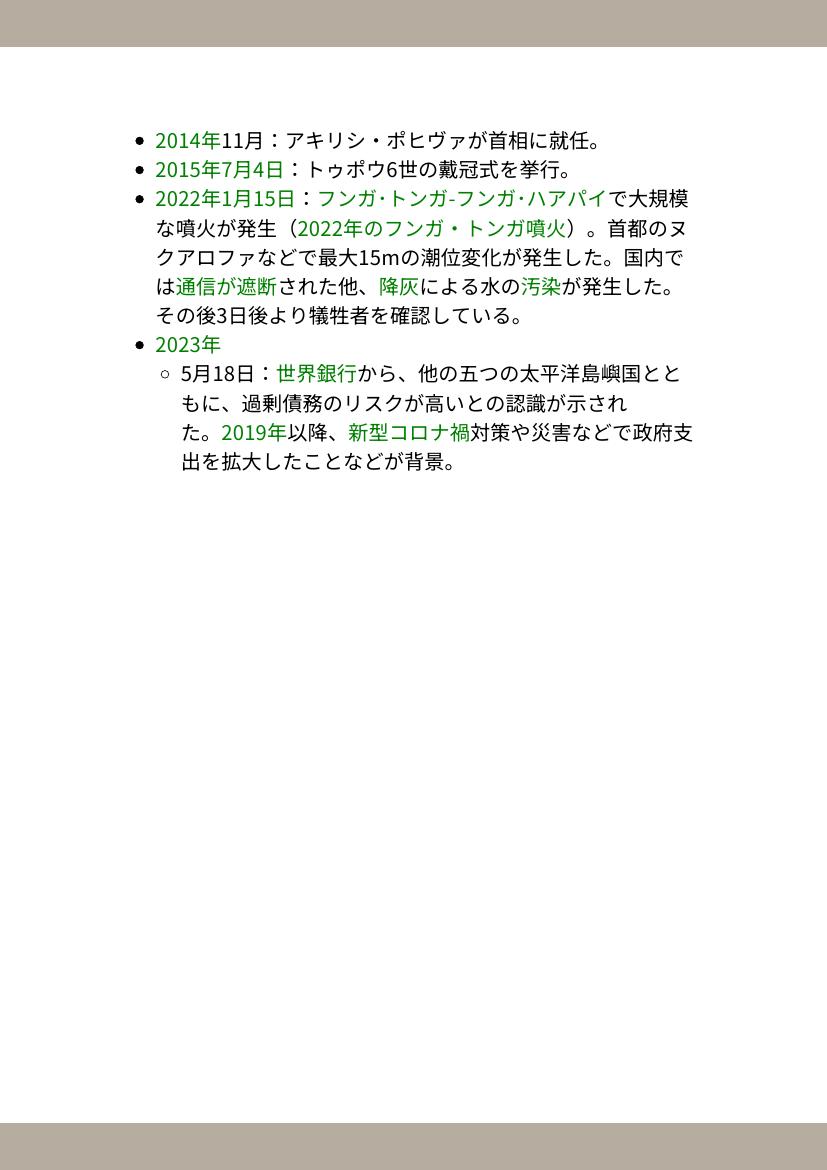 • 2014年11月：アキリシ・ポヒヴァが首相に就任。
• 2015年7月4日：トゥポウ6世の戴冠式を挙行。
• 2022年1月15日：フンガ･トンガ-フンガ･ハアパイで大規模
な噴火が発生（2022年のフンガ・トンガ噴火）。首都のヌ
クアロファなどで最大15mの潮位変化が発生した。国内で
は通信が遮断された他、降灰による水の汚染が発生した。
その後3日後より犠牲者を確認している。
• 2023年
◦ 5月18日：世界銀行から、他の五つの太平洋島嶼国とと
もに、過剰債務のリスクが高いとの認識が示され
た。2019年以降、新型コロナ禍対策や災害などで政府支
出を拡大したことなどが背景。